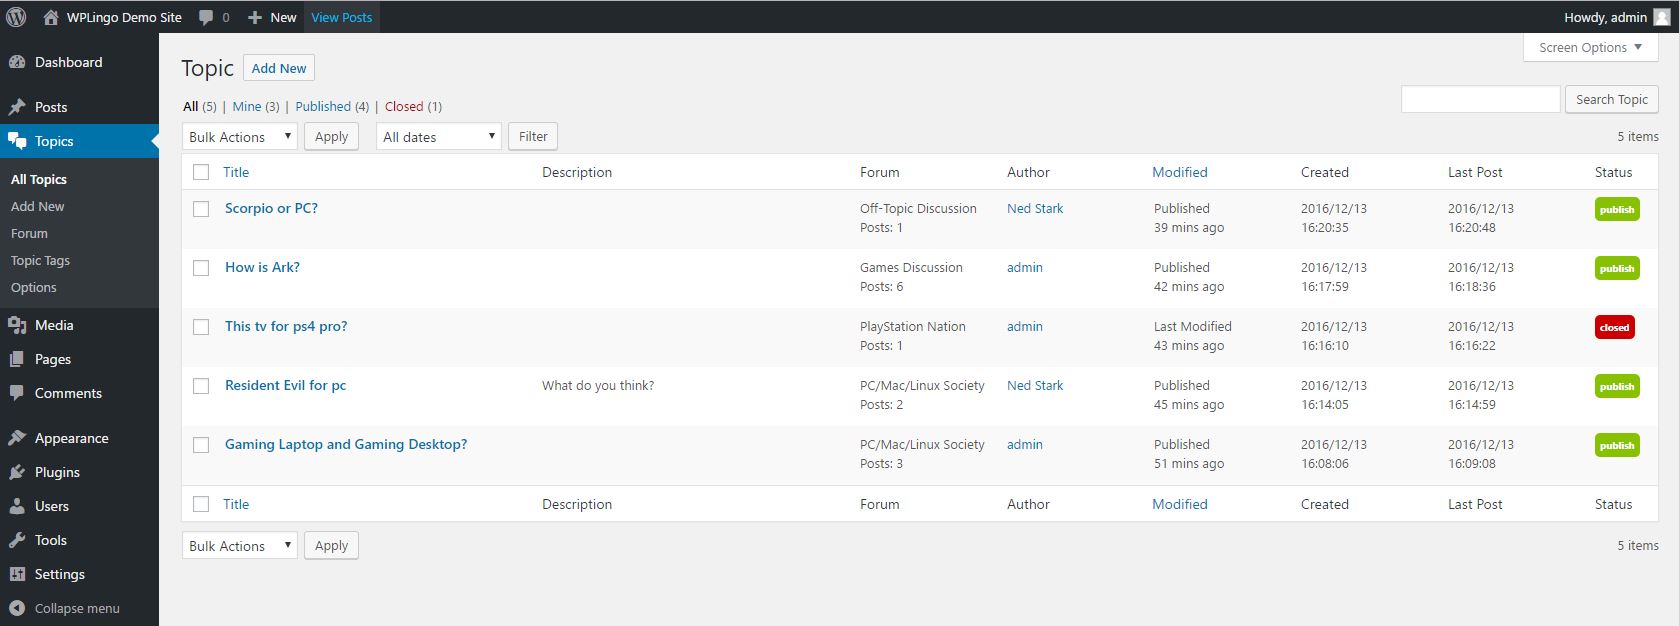 WPLingo Demo Site 0 New View Posts Howdy, admin
Screen Options ▼
Dashboard
Posts
Topics
All Topics
Add New
Forum
Topic Tags
Options
Media
Pages
Comments
Appearance
Plugins
Users
Tools
Settings
Collapse menu
Topic Add New
All (5) | Mine (3) | Published (4) | Closed (1)
Search Topic
Bulk Actions ▼ Apply All dates ▼ Filter 5 items
Title Description Forum Author Modified Created Last Post Status
Scorpio or PC? Off-Topic Discussion Ned Stark Published 2016/12/13 2016/12/13 publish
Posts: 1 39 mins ago 16:20:35 16:20:48
How is Ark? Games Discussion admin Published 2016/12/13 2016/12/13 publish
Posts: 6 42 mins ago 16:17:59 16:18:36
This tv for ps4 pro? PlayStation Nation admin Last Modified 2016/12/13 2016/12/13 closed
Posts: 1 43 mins ago 16:16:10 16:16:22
Resident Evil for pc What do you think? PC/Mac/Linux Society Ned Stark Published 2016/12/13 2016/12/13 publish
Posts: 2 45 mins ago 16:14:05 16:14:59
Gaming Laptop and Gaming Desktop? PC/Mac/Linux Society admin Published 2016/12/13 2016/12/13 publish
Posts: 3 51 mins ago 16:08:06 16:09:08
Title Description Forum Author Modified Created Last Post Status
Bulk Actions ▼ Apply 5 items